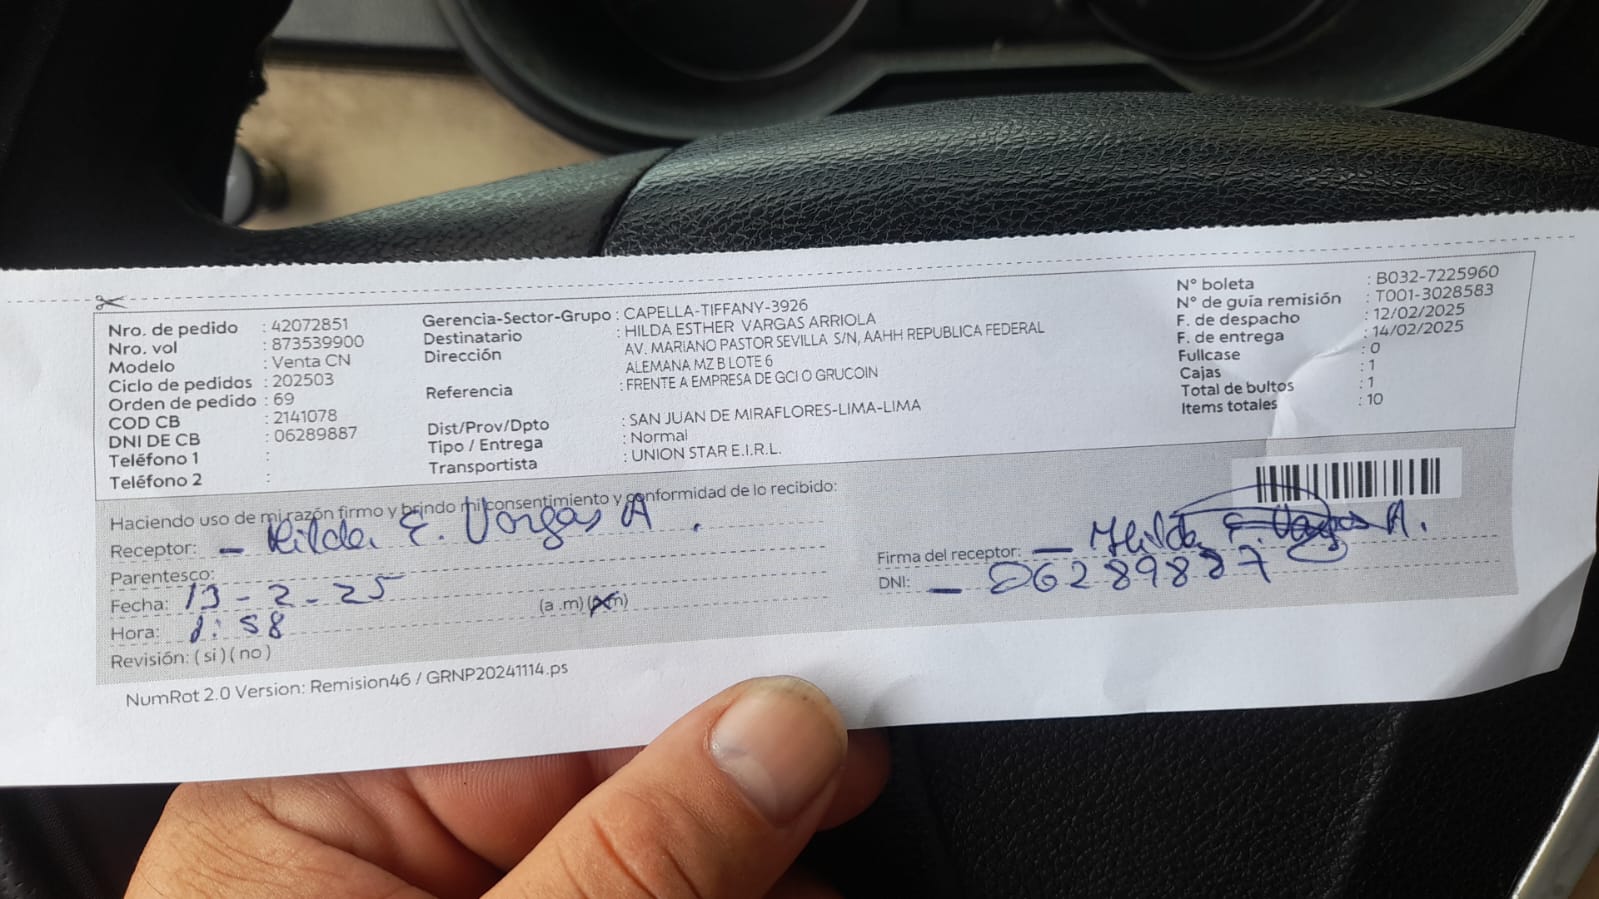 Nro. de pedido : 42072851
Nro. vol : 873539900
Modelo : Venta CN
Ciclo de pedidos : 202503
Orden de pedido : 69
COD CB : 2141078
DNI DE CB : 06289887
Teléfono 1 :
Teléfono 2 :
Gerencia-Sector-Grupo : CAPELLA-TIFFANY-3926
Destinatario : HILDA ESTHER VARGAS ARRIOLA
Dirección AV. MARIANO PASTOR SEVILLA S/N, AAHH REPUBLICA FEDERAL
ALEMANA MZ B LOTE 6
Referencia : FRENTE A EMPRESA DE GCI O GRUCOIN
Dist/Prov/Dpto : SAN JUAN DE MIRAFLORES-LIMA-LIMA
Tipo / Entrega : Normal
Transportista : UNION STAR E.I.R.L.
N° boleta : B032-7225960
N° de guía remisión : T001-3028583
F. de despacho : 12/02/2025
F. de entrega : 14/02/2025
Fullcase : 0
Cajas : 1
Total de bultos : 1
Items totales : 10
Haciendo uso de mi razón firmo y brindo mi consentimiento y conformidad de lo recibido:
Receptor: - Hilda E. Vargas A.
Parentesco:
Fecha: 13-2-25
Hora: 1:58 (a.m) (p.m)
Revisión: ( si ) ( no )
Firma del receptor: - Hilda E. Vargas A.
DNI: - 06289887
NumRot 2.0 Version: Remision46 / GRNP20241114.ps